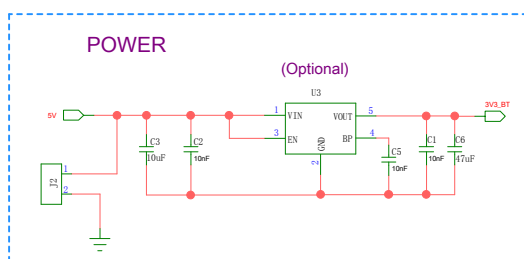 POWER
(Optional)
U3
5V
1
VIN
VOUT
5
3V3_BT
3
EN
BP
4
GND
2
C3
10uF
C2
10nF
C5
10nF
C1
10nF
C6
47uF
J2
1
2